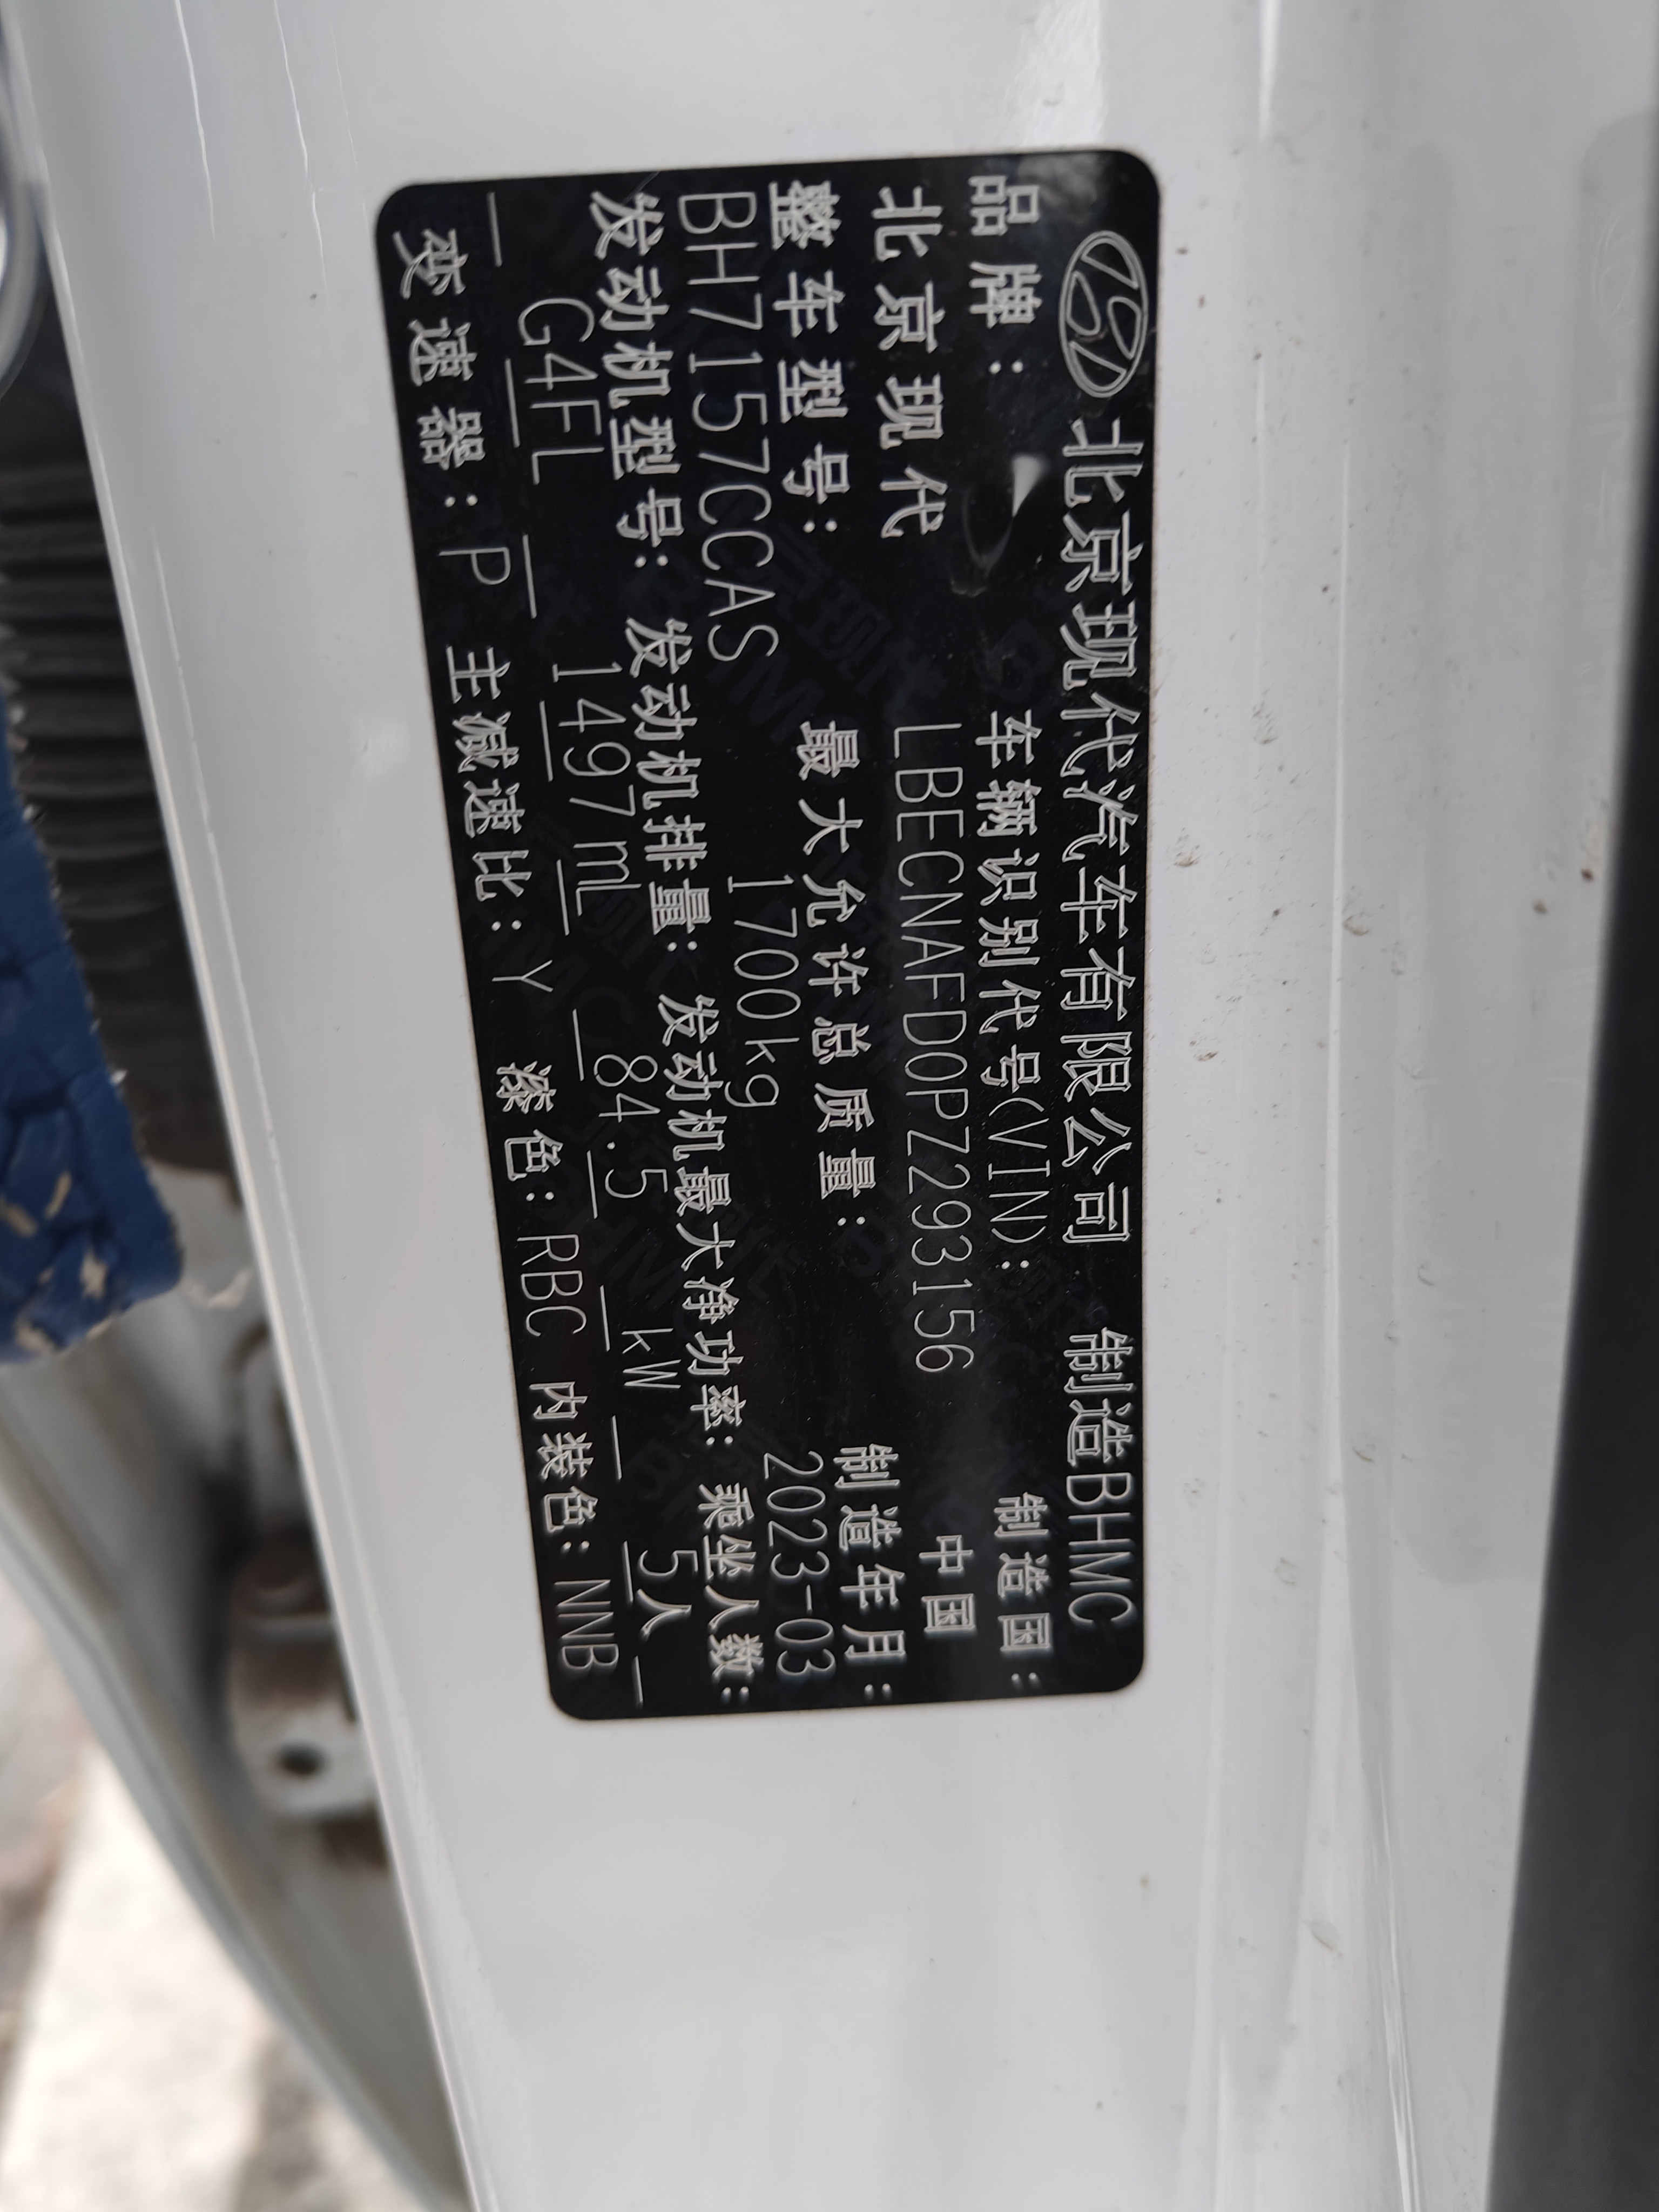 北京现代汽车有限公司 制造BHMC
品牌: 车辆识别代号(VIN): 制造国:
北京现代 LBECNAFD0PZ293156 中国
整车型号: 最大允许总质量: 制造年月:
BH7157CCAS 1700kg 2023-03
发动机型号: 发动机排量: 发动机最大净功率: 乘坐人数:
G4FL 1497mL 84.5 kW 5人
变速器: P 主减速比: Y 漆色: RBC 内装色: NNB